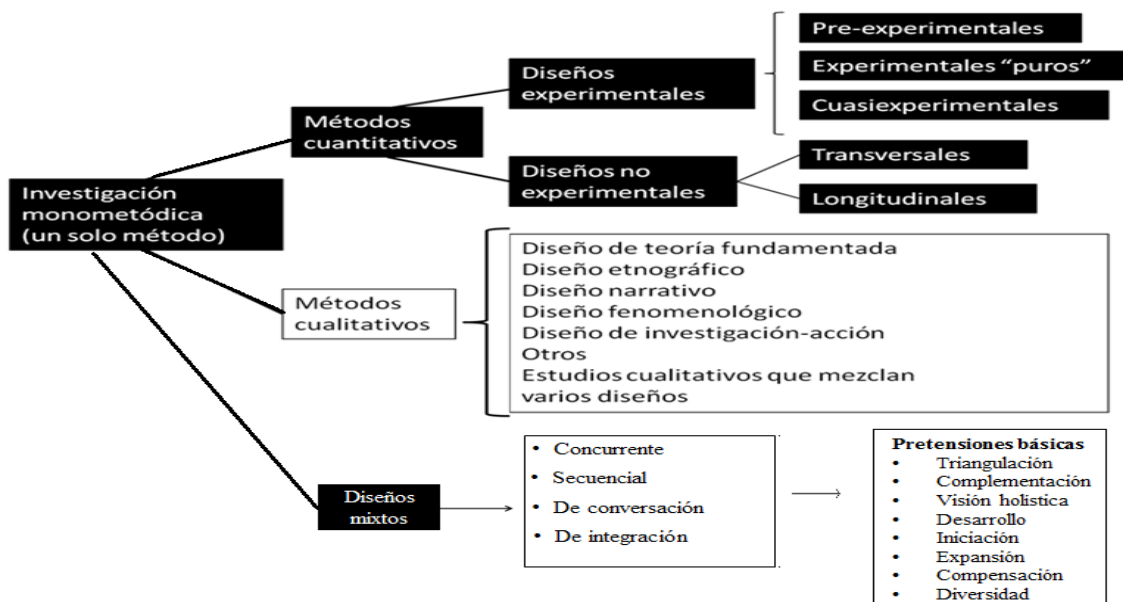 Pre-experimentales
Diseños
experimentales
Experimentales “puros”
Cuasiexperimentales
Métodos
cuantitativos
Diseños no
experimentales
Transversales
Longitudinales
Investigación
monometódica
(un solo método)
Métodos
cualitativos
Diseño de teoría fundamentada
Diseño etnográfico
Diseño narrativo
Diseño fenomenológico
Diseño de investigación-acción
Otros
Estudios cualitativos que mezclan
varios diseños
Diseños
mixtos
• Concurrente
• Secuencial
• De conversación
• De integración
Pretensiones básicas
• Triangulación
• Complementación
• Visión holistica
• Desarrollo
• Iniciación
• Expansión
• Compensación
• Diversidad